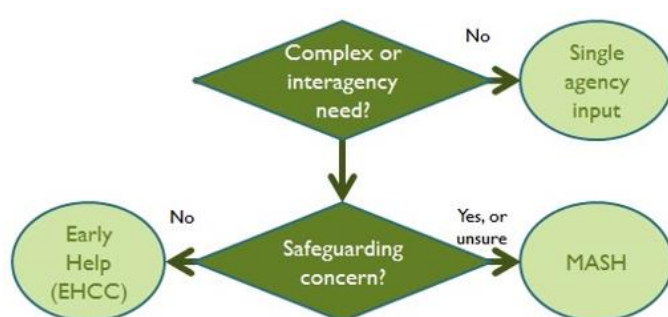 Complex or
interagency
need?
No
Single
agency
input
No
Early
Help
(EHCC)
Safeguarding
concern?
Yes, or
unsure
MASH